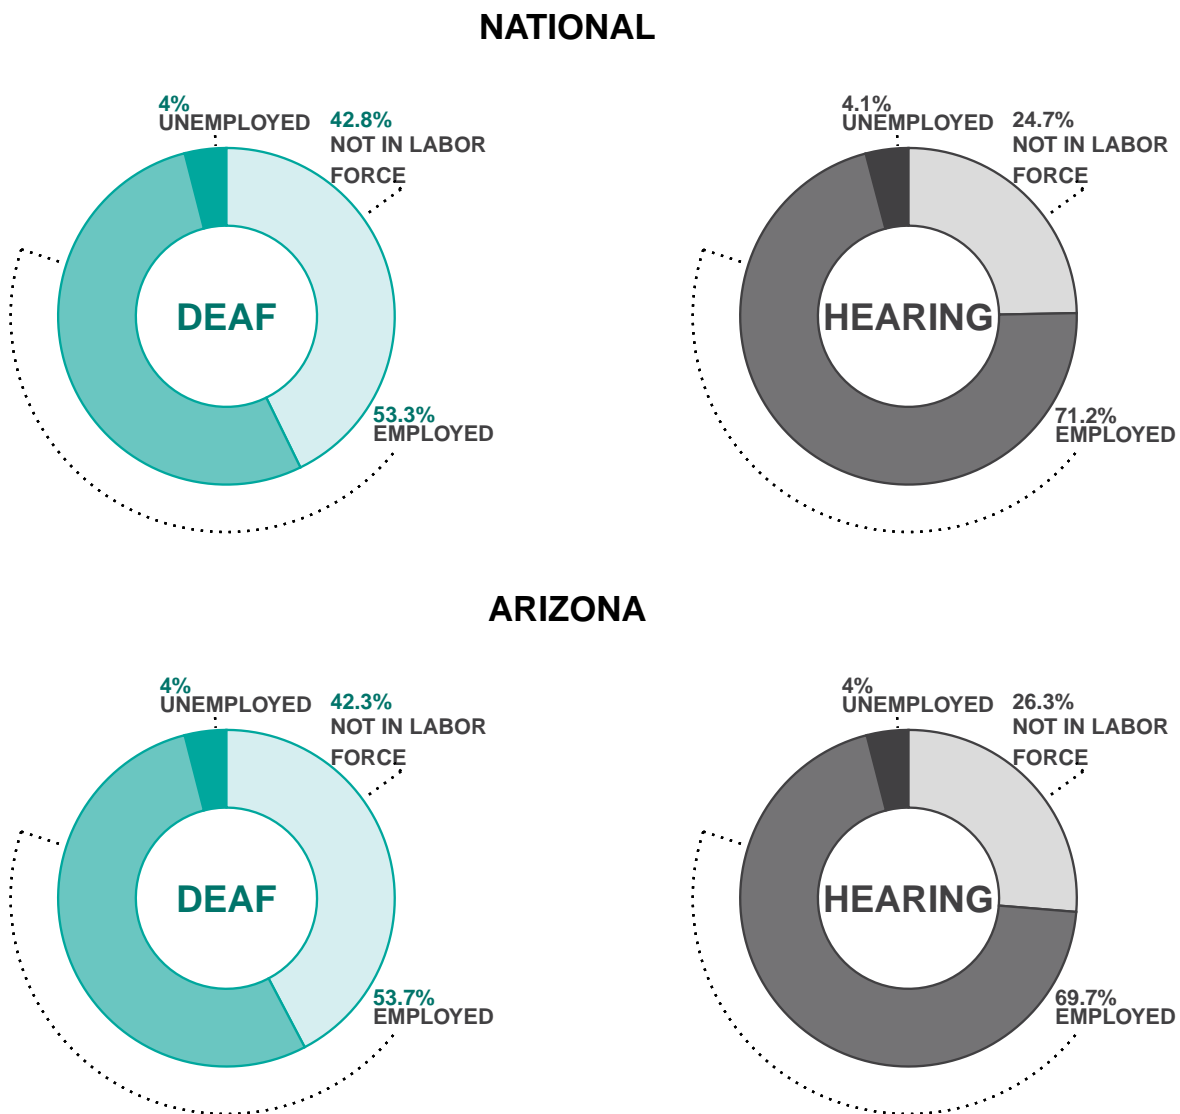 NATIONAL
4%
UNEMPLOYED
42.8%
NOT IN LABOR
FORCE
DEAF
53.3%
EMPLOYED
4.1%
UNEMPLOYED
24.7%
NOT IN LABOR
FORCE
HEARING
71.2%
EMPLOYED
ARIZONA
4%
UNEMPLOYED
42.3%
NOT IN LABOR
FORCE
DEAF
53.7%
EMPLOYED
4%
UNEMPLOYED
26.3%
NOT IN LABOR
FORCE
HEARING
69.7%
EMPLOYED